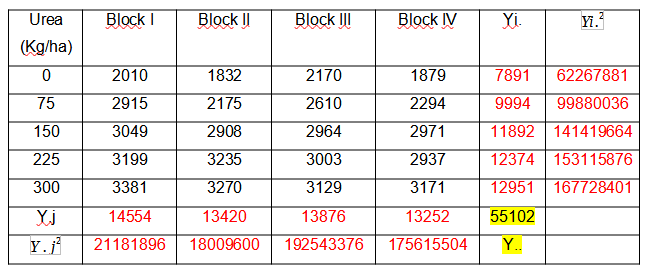 Urea (Kg/ha) Block I Block II Block III Block IV Yi. Yi.²
0 2010 1832 2170 1879 7891 62267881
75 2915 2175 2610 2294 9994 99880036
150 3049 2908 2964 2971 11892 141419664
225 3199 3235 3003 2937 12374 153115876
300 3381 3270 3129 3171 12951 167728401
Y.j 14554 13420 13876 13252 55102
Y.j² 21181896 18009600 192543376 175615504 Y..